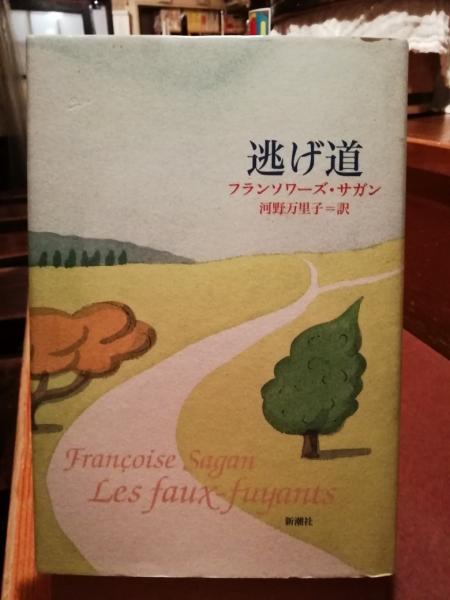 逃げ道
フランソワーズ・サガン
河野万里子=訳
Françoise Sagan
Les faux-fuyants
新潮社